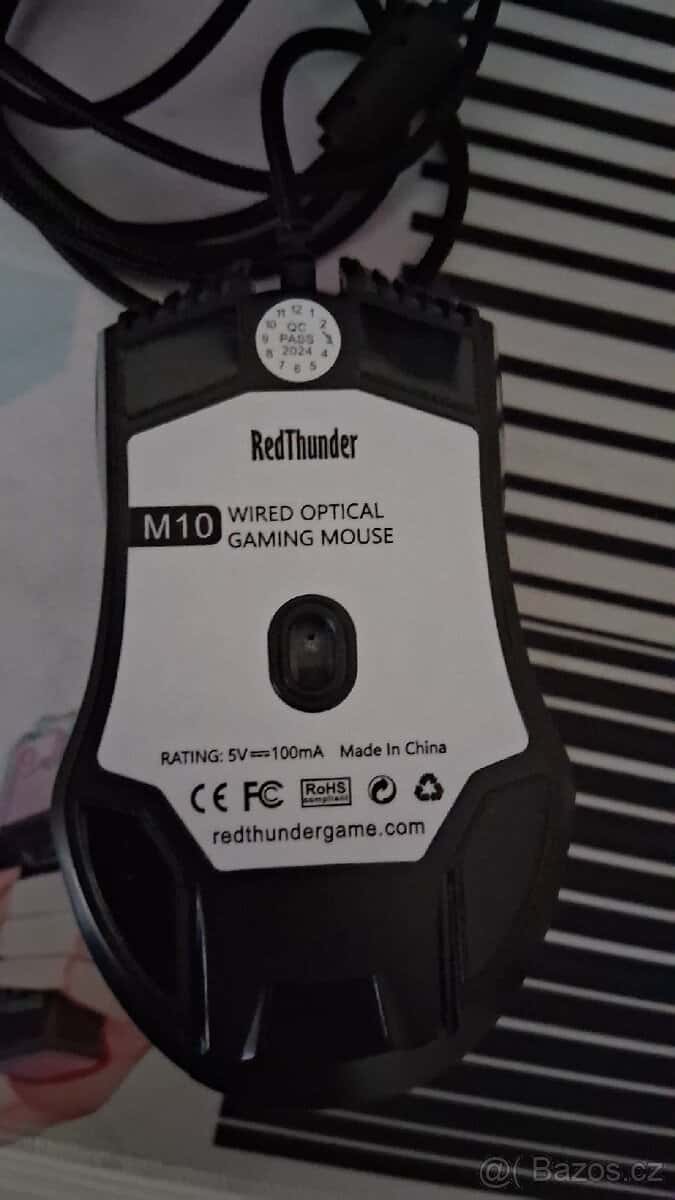 11 12 1
10 QC 2
9 PASS 3
8 2024 4
7 6 5
RedThunder
M10 WIRED OPTICAL
GAMING MOUSE
RATING: 5V⎓100mA Made In China
CE FC RoHS
compliant
redthundergame.com
@( Bazos.cz